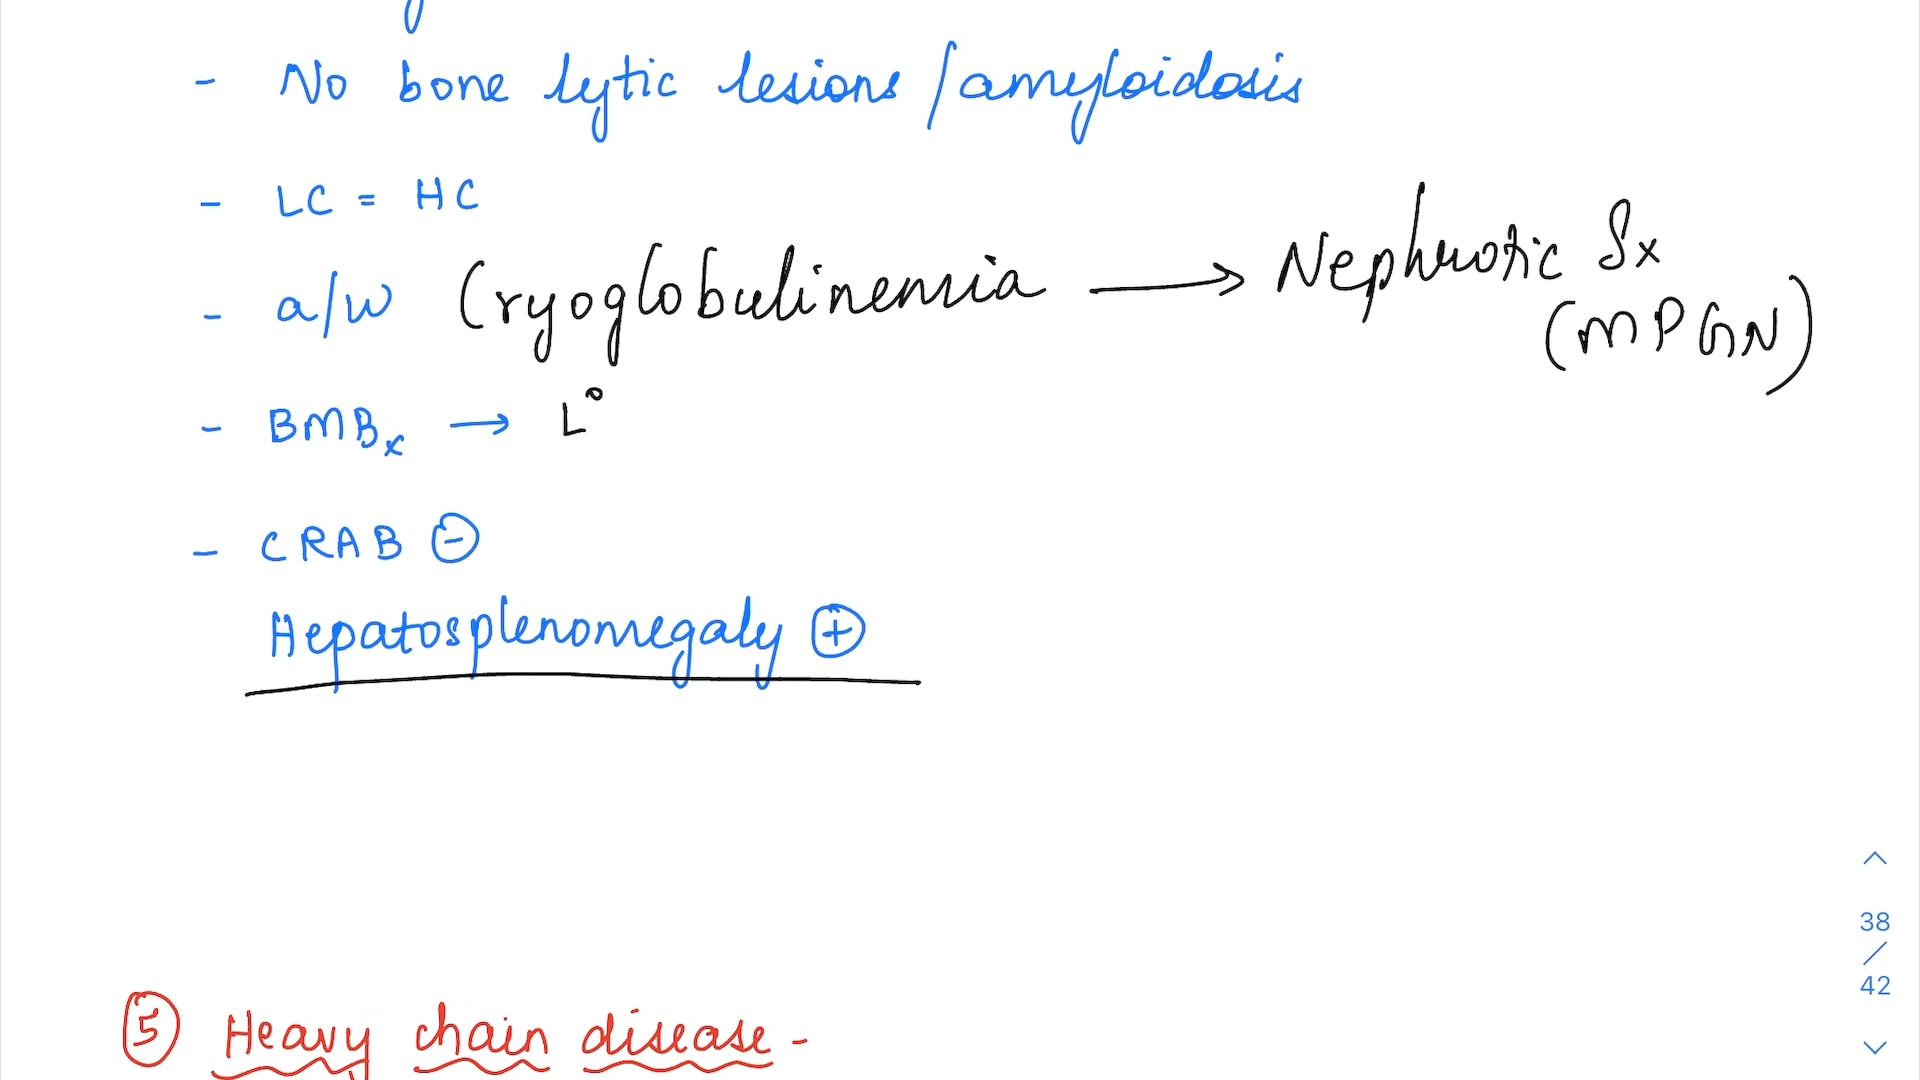 - No bone lytic lesions / amyloidosis
- LC = HC
- a/w Cryoglobulinemia → Nephrotic Sx
(MPGN)
- BMBx → L°
- CRAB ⊖
Hepatosplenomegaly ⊕
38
/
42
⑤ Heavy chain disease -